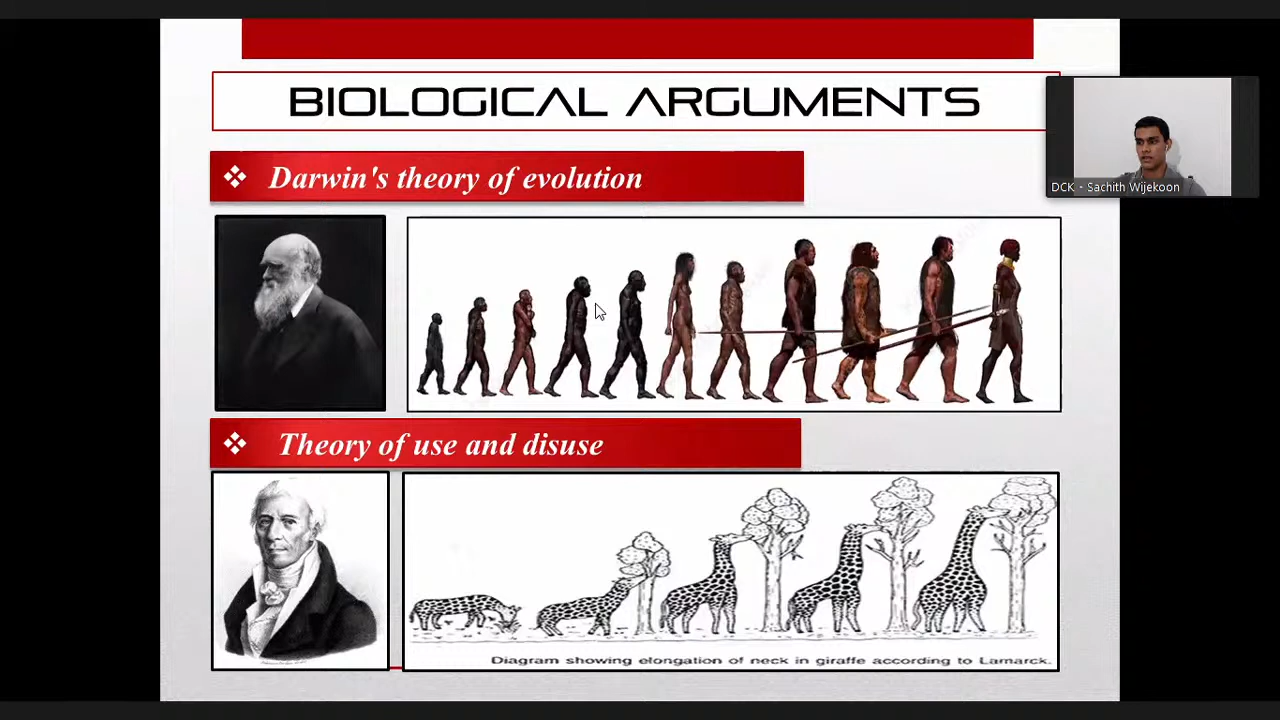 BIOLOGICAL ARGUMENTS
DCK - Sachith Wijekoon
❖ Darwin's theory of evolution
❖ Theory of use and disuse
Diagram showing elongation of neck in giraffe according to Lamarck.